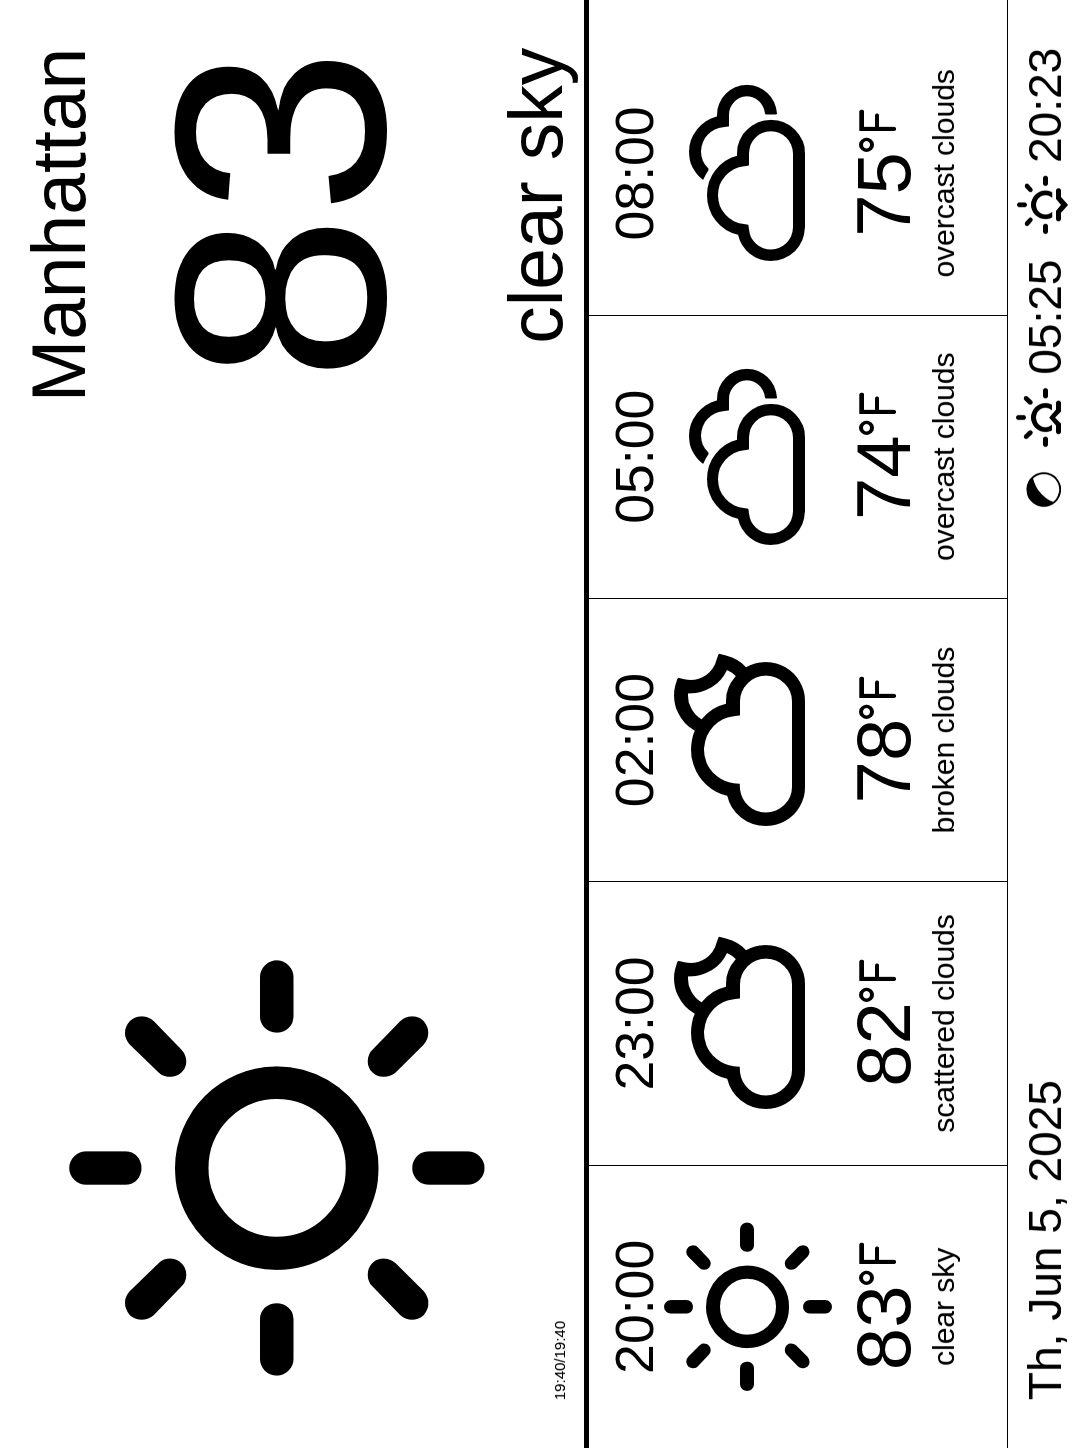 Manhattan
83
clear sky
19:40/19:40
20:00
83°F
clear sky
23:00
82°F
scattered clouds
02:00
78°F
broken clouds
05:00
74°F
overcast clouds
08:00
75°F
overcast clouds
Th, Jun 5, 2025
05:25
20:23